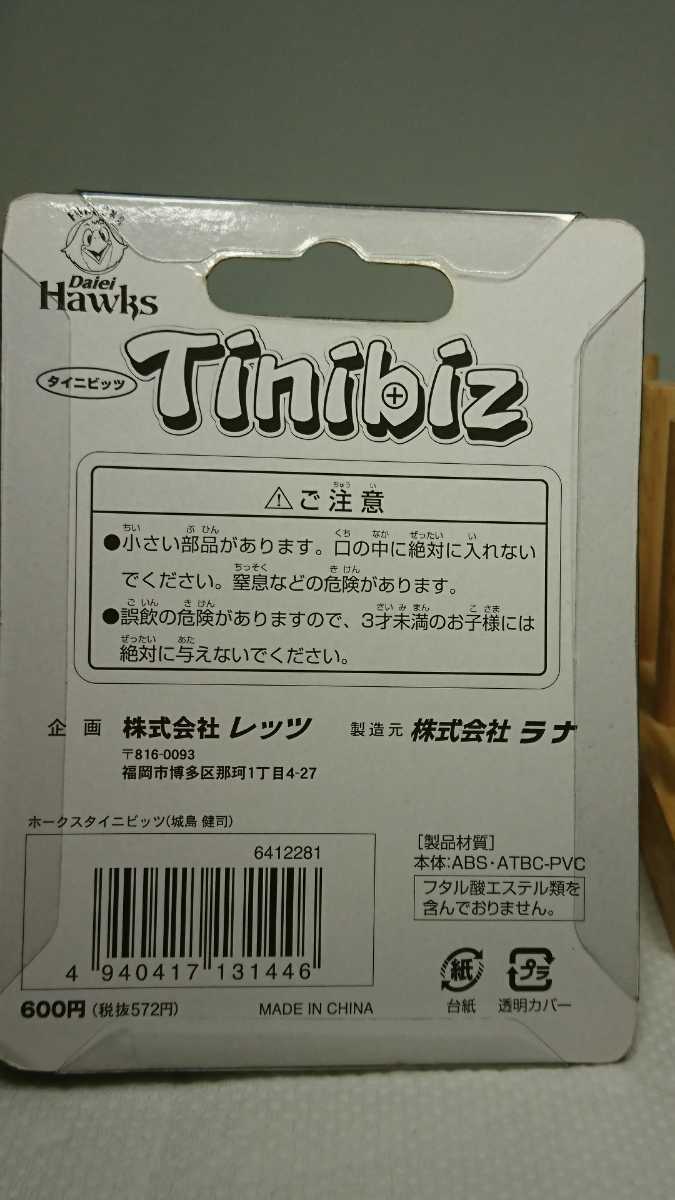 Daiei
Hawks
タイニビッツ
Tinibiz
⚠ご注意
●小さい部品があります。口の中に絶対に入れない
でください。窒息などの危険があります。
●誤飲の危険がありますので、3才未満のお子様には
絶対に与えないでください。
企画 株式会社 レッツ 製造元 株式会社 ラナ
〒816-0093
福岡市博多区那珂1丁目4-27
ホークスタイニビッツ(城島 健司)
6412281
4 940417 131446
[製品材質]
本体:ABS・ATBC-PVC
フタル酸エステル類を
含んでおりません。
紙 プラ
台紙 透明カバー
600円(税抜572円) MADE IN CHINA